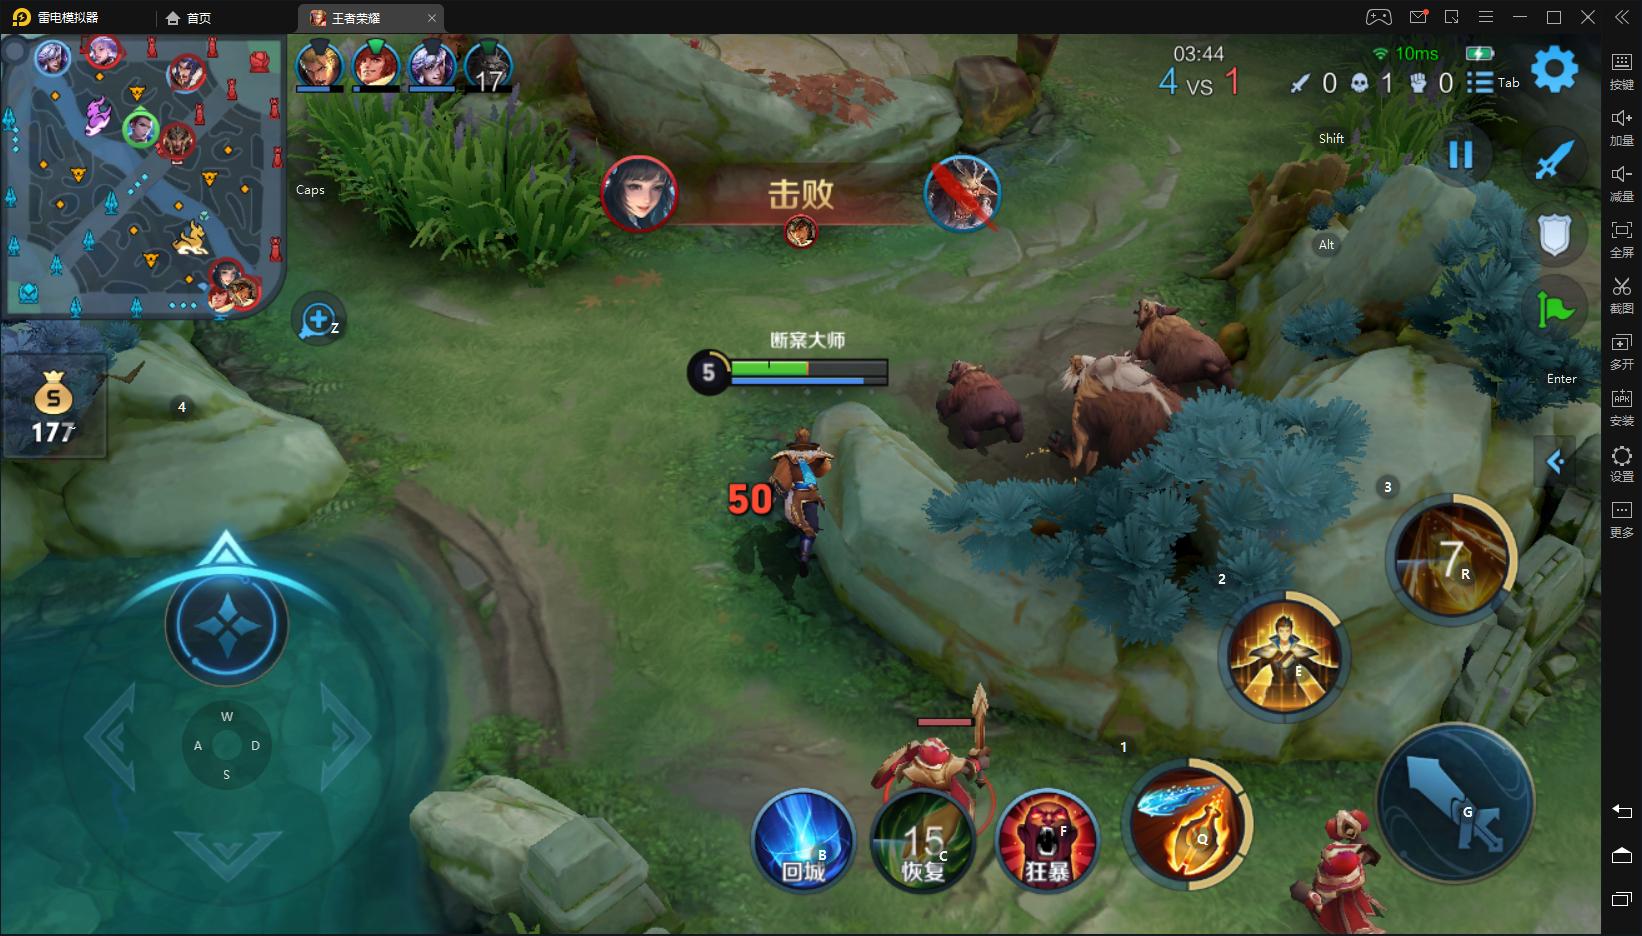 雷电模拟器
首页
王者荣耀
17
03:44
4 VS 1
10ms
0
1
0
Tab
Shift
Caps
击败
Alt
Z
断案大师
5
S
177
4
Enter
50
3
7
R
2
E
W
A
D
S
1
G
Q
B
回城
15
C
恢复
F
狂暴
按键
加量
减量
全屏
截图
多开
APK
安装
设置
更多